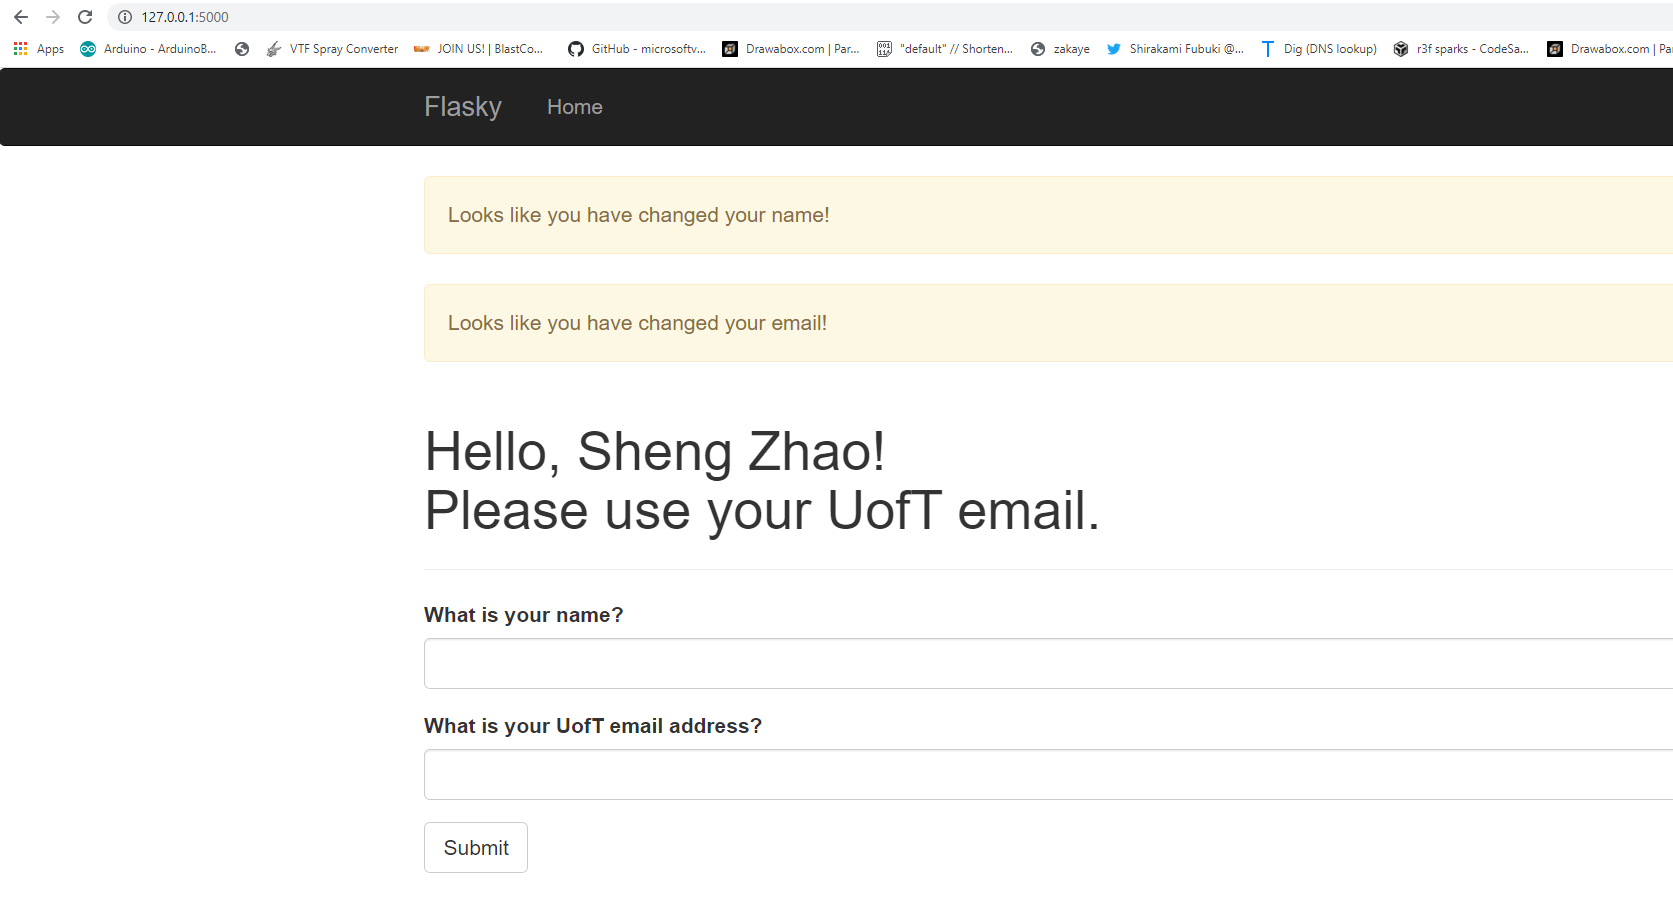 127.0.0.1:5000
Apps Arduino - ArduinoB... VTF Spray Converter JOIN US! | BlastCo... GitHub - microsoftv... Drawabox.com | Par... "default" // Shorten... zakaye Shirakami Fubuki @... Dig (DNS lookup) r3f sparks - CodeSa... Drawabox.com | Pa
Flasky Home
Looks like you have changed your name!
Looks like you have changed your email!
Hello, Sheng Zhao!
Please use your UofT email.
What is your name?
What is your UofT email address?
Submit